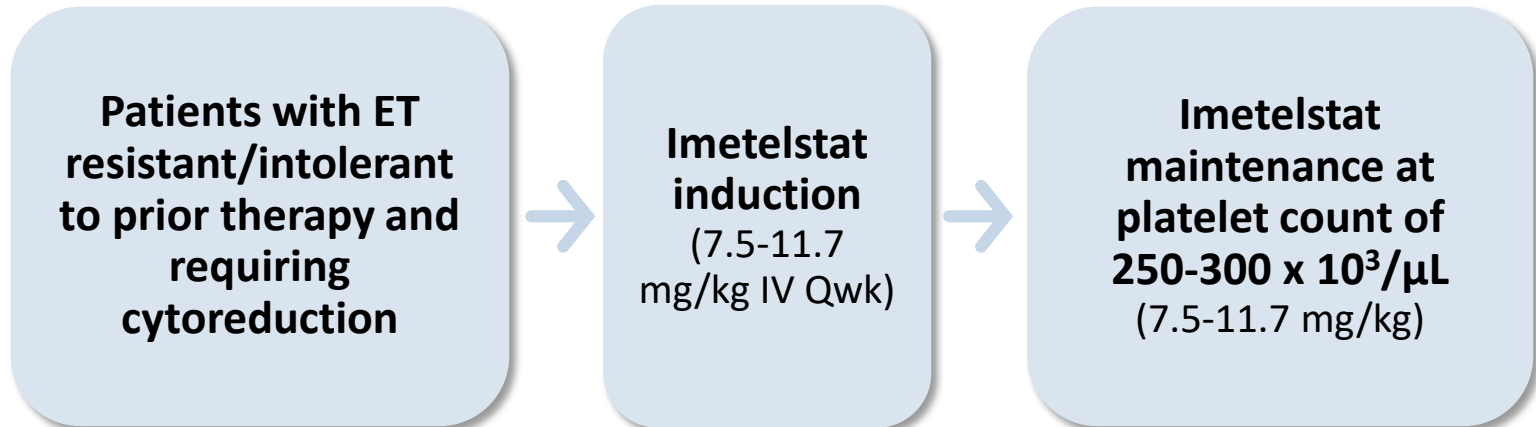 Patients with ET
resistant/intolerant
to prior therapy and
requiring
cytoreduction
Imetelstat
induction
(7.5-11.7
mg/kg IV Qwk)
Imetelstat
maintenance at
platelet count of
250-300 x 10³/µL
(7.5-11.7 mg/kg)